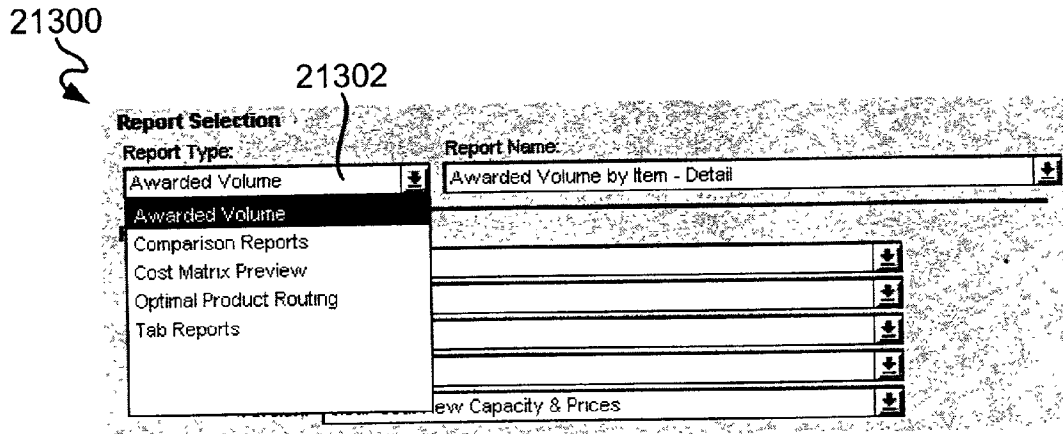 21300
21302
Report Selection
Report Type:
Report Name:
Awarded Volume
Awarded Volume by Item - Detail
Awarded Volume
Comparison Reports
Cost Matrix Preview
Optimal Product Routing
Tab Reports
ew Capacity & Prices